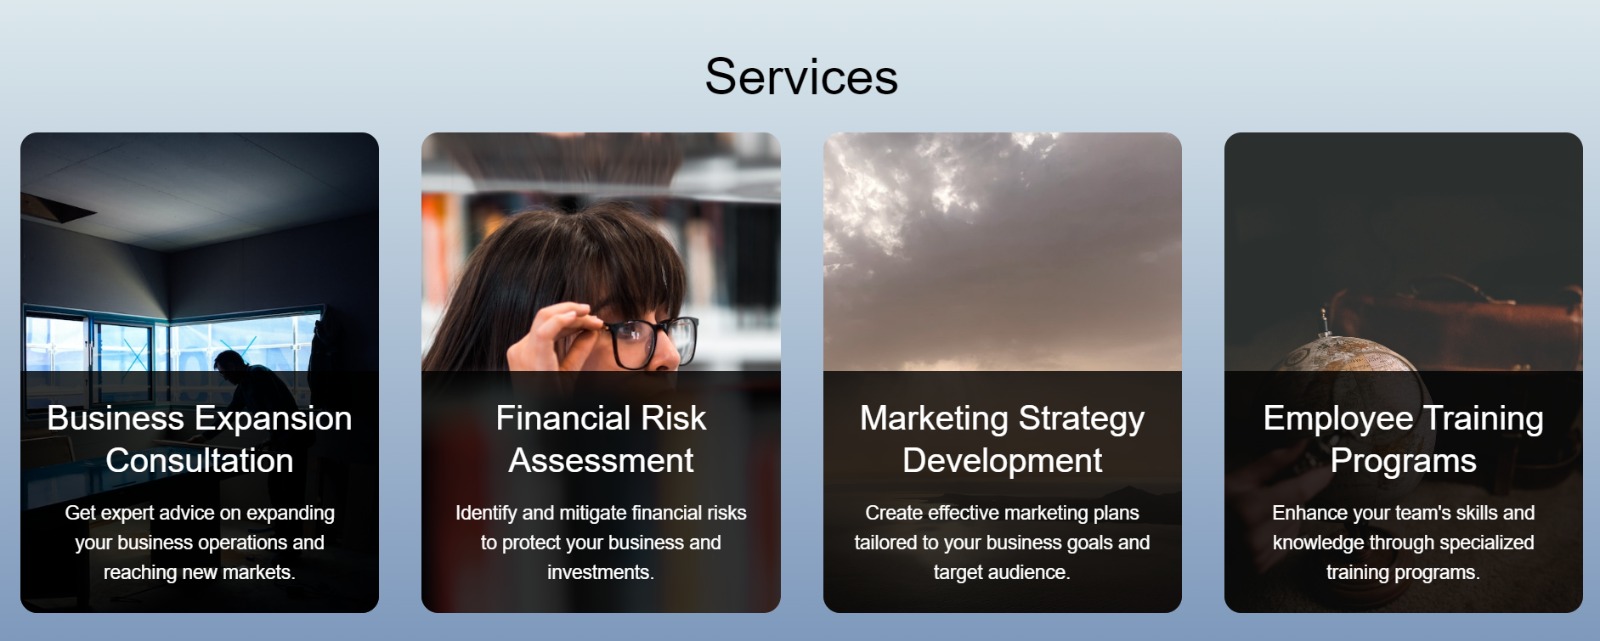 Services
Business Expansion
Consultation
Get expert advice on expanding
your business operations and
reaching new markets.
Financial Risk
Assessment
Identify and mitigate financial risks
to protect your business and
investments.
Marketing Strategy
Development
Create effective marketing plans
tailored to your business goals and
target audience.
Employee Training
Programs
Enhance your team's skills and
knowledge through specialized
training programs.